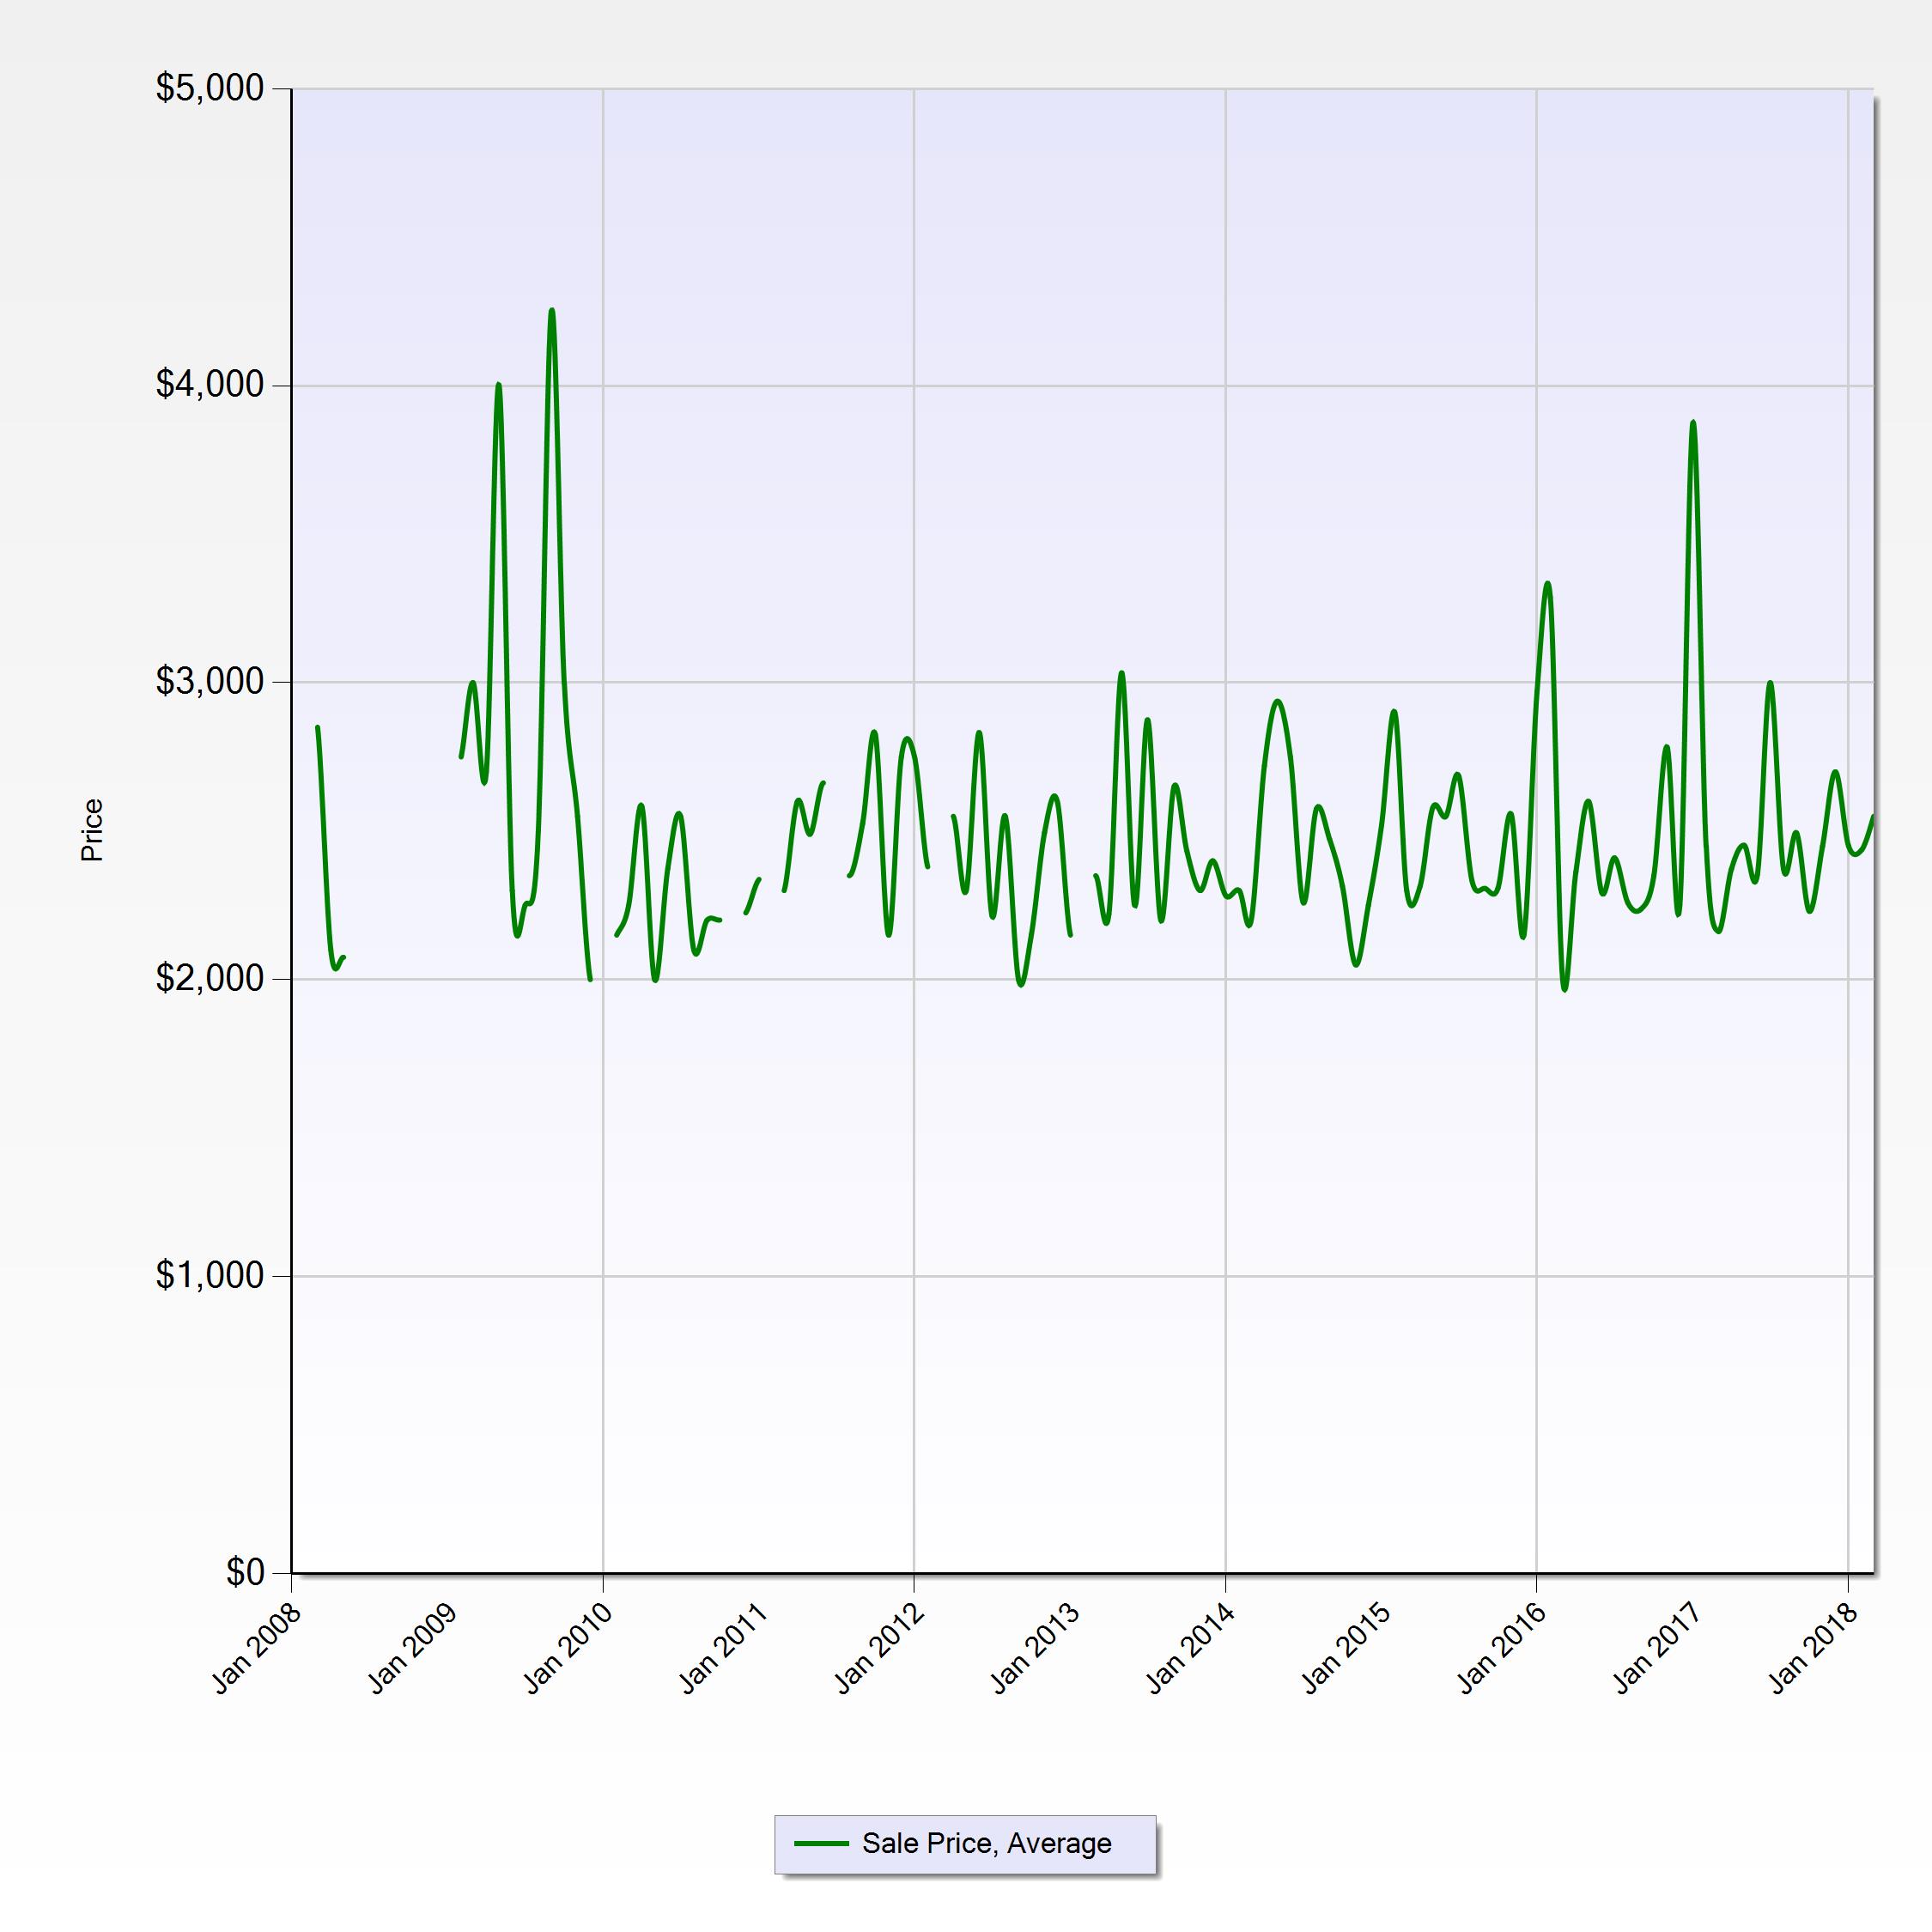 $5,000
$4,000
$3,000
$2,000
$1,000
$0
Price
Jan 2008
Jan 2009
Jan 2010
Jan 2011
Jan 2012
Jan 2013
Jan 2014
Jan 2015
Jan 2016
Jan 2017
Jan 2018
Sale Price, Average